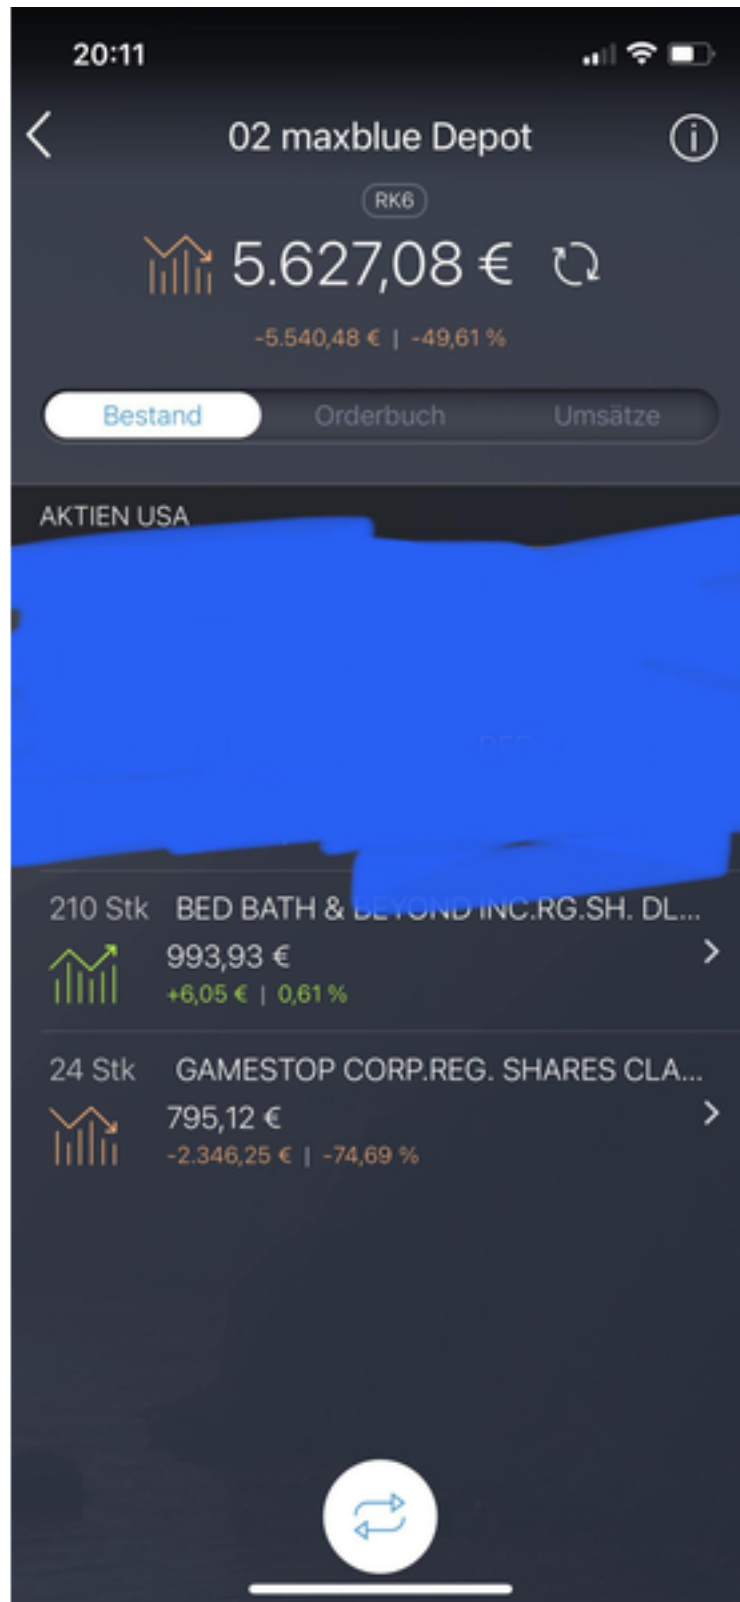 20:11
02 maxblue Depot
RK6
5.627,08 €
-5.540,48 € | -49,61 %
Bestand Orderbuch Umsätze
AKTIEN USA
210 Stk BED BATH & BEYOND INC.RG.SH. DL...
993,93 €
+6,05 € | 0,61 %
24 Stk GAMESTOP CORP.REG. SHARES CLA...
795,12 €
-2.346,25 € | -74,69 %